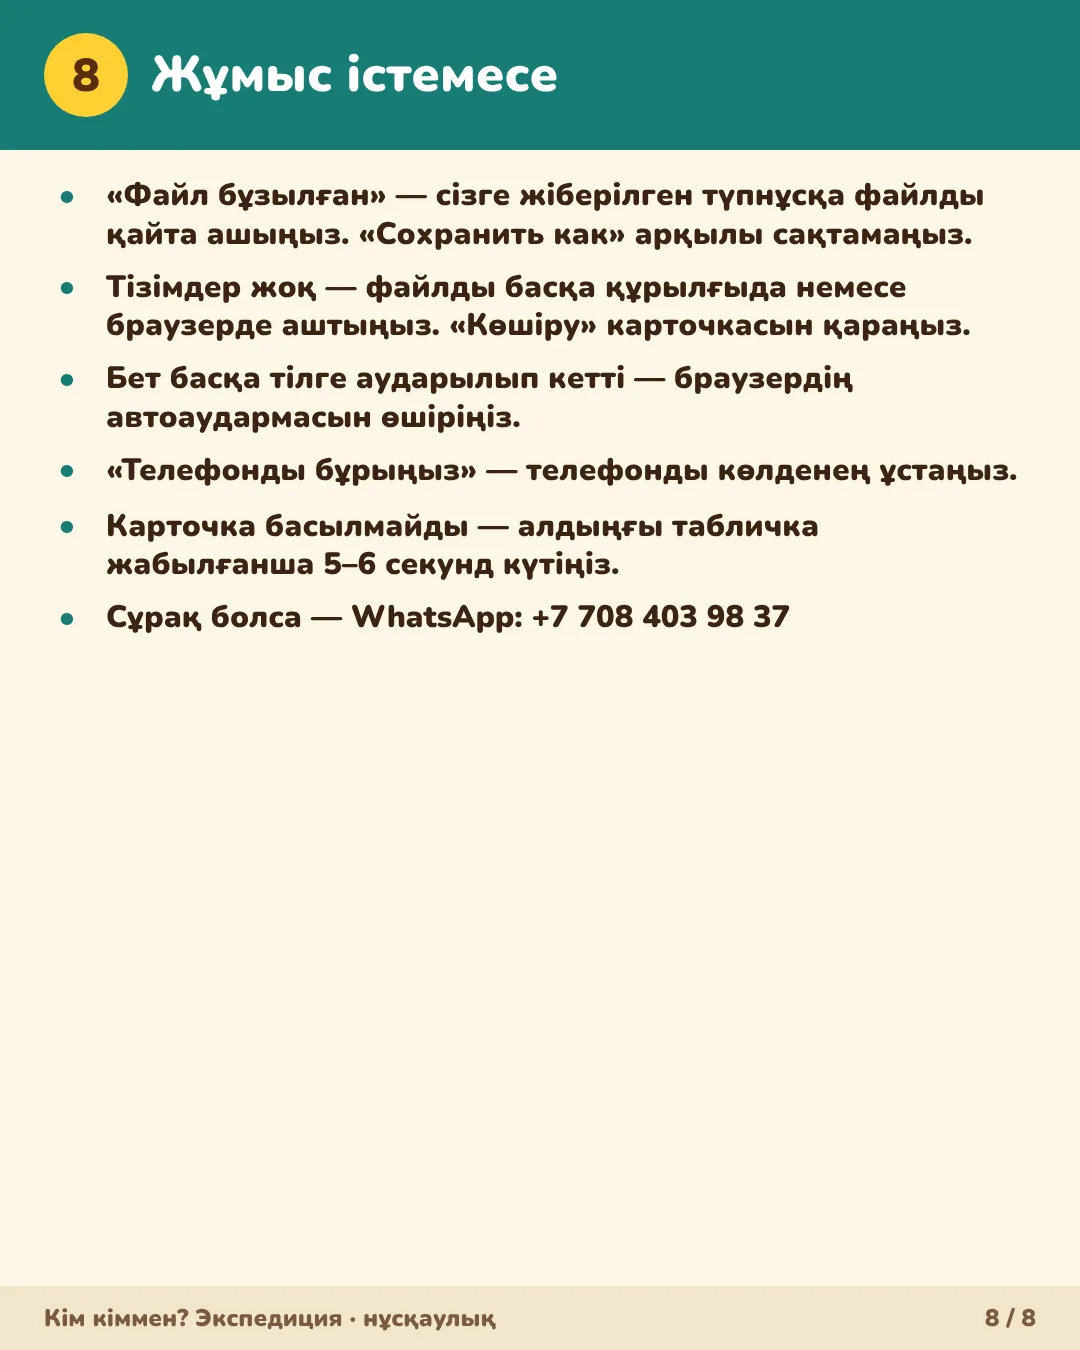 8
Жұмыс істемесе
• «Файл бұзылған» — сізге жіберілген түпнұсқа файлды
қайта ашыңыз. «Сохранить как» арқылы сақтамаңыз.
• Тізімдер жоқ — файлды басқа құрылғыда немесе
браузерде аштыңыз. «Көшіру» карточкасын қараңыз.
• Бет басқа тілге аударылып кетті — браузердің
автоаудармасын өшіріңіз.
• «Телефонды бұрыңыз» — телефонды көлденең ұстаңыз.
• Карточка басылмайды — алдыңғы табличка
жабылғанша 5–6 секунд күтіңіз.
• Сұрақ болса — WhatsApp: +7 708 403 98 37
Кім кіммен? Экспедиция · нұсқаулық
8 / 8